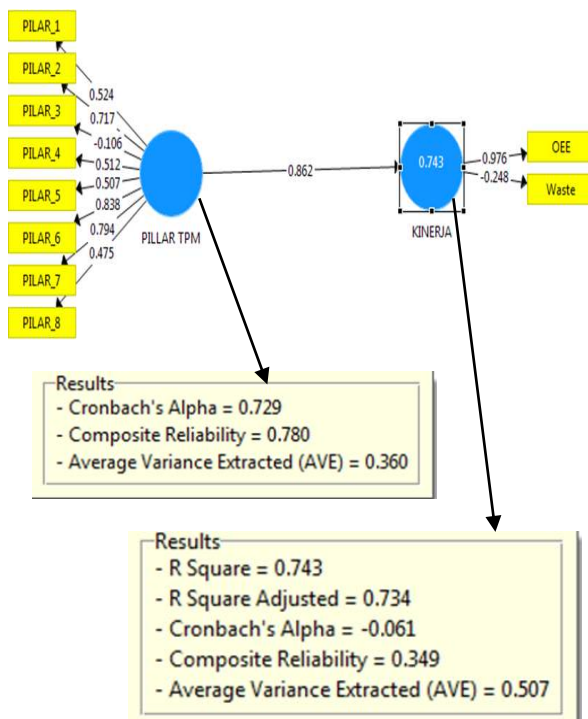 PILAR_1
PILAR_2
PILAR_3
PILAR_4
PILAR_5
PILAR_6
PILAR_7
PILAR_8
0.524
0.717
-0.106
0.512
0.507
0.838
0.794
0.475
PILLAR TPM
0.862
0.743
KINERJA
0.976
-0.248
OEE
Waste
Results
- Cronbach's Alpha = 0.729
- Composite Reliability = 0.780
- Average Variance Extracted (AVE) = 0.360
Results
- R Square = 0.743
- R Square Adjusted = 0.734
- Cronbach's Alpha = -0.061
- Composite Reliability = 0.349
- Average Variance Extracted (AVE) = 0.507